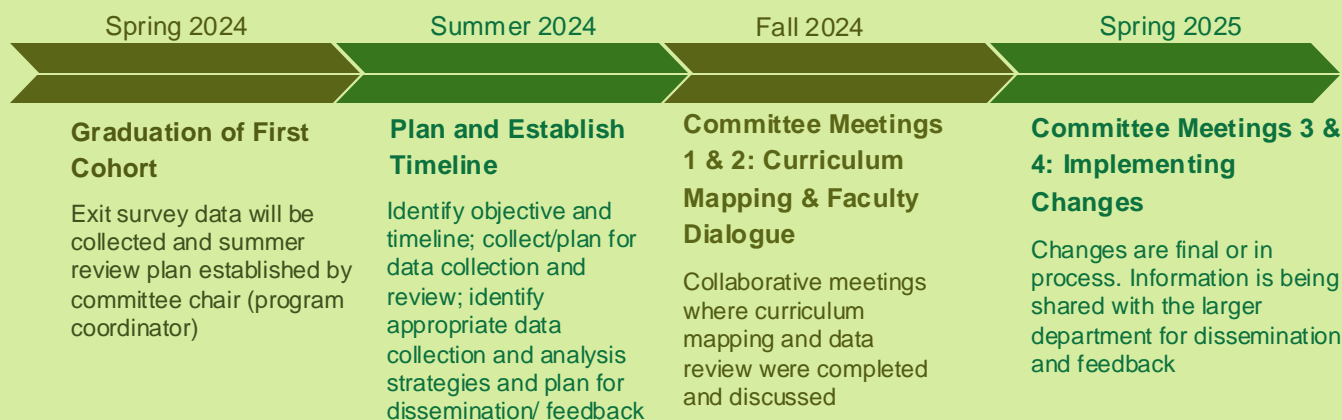 Spring 2024
Summer 2024
Fall 2024
Spring 2025
Graduation of First
Cohort
Exit survey data will be
collected and summer
review plan established by
committee chair (program
coordinator)
Plan and Establish
Timeline
Identify objective and
timeline; collect/plan for
data collection and
review; identify
appropriate data
collection and analysis
strategies and plan for
dissemination/ feedback
Committee Meetings
1 & 2: Curriculum
Mapping & Faculty
Dialogue
Collaborative meetings
where curriculum
mapping and data
review were completed
and discussed
Committee Meetings 3 &
4: Implementing
Changes
Changes are final or in
process. Information is being
shared with the larger
department for dissemination
and feedback